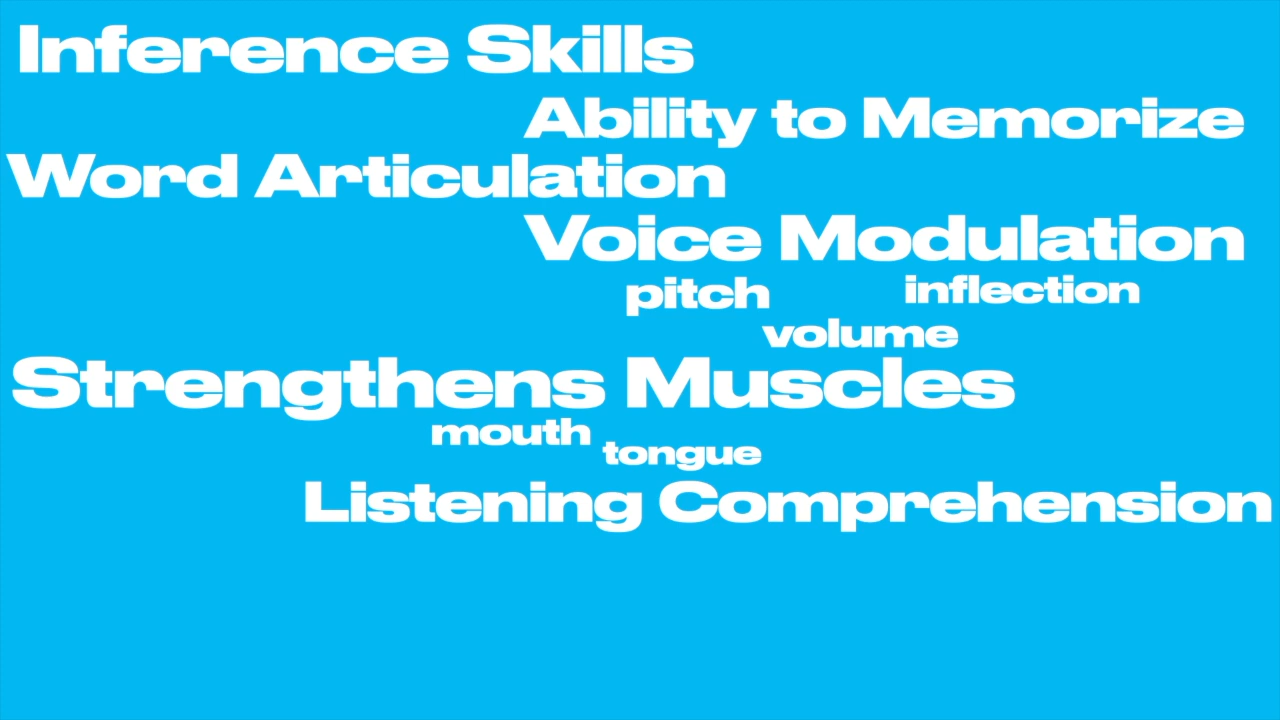 Inference Skills
Ability to Memorize
Word Articulation
Voice Modulation
pitch
inflection
volume
Strengthens Muscles
mouth
tongue
Listening Comprehension